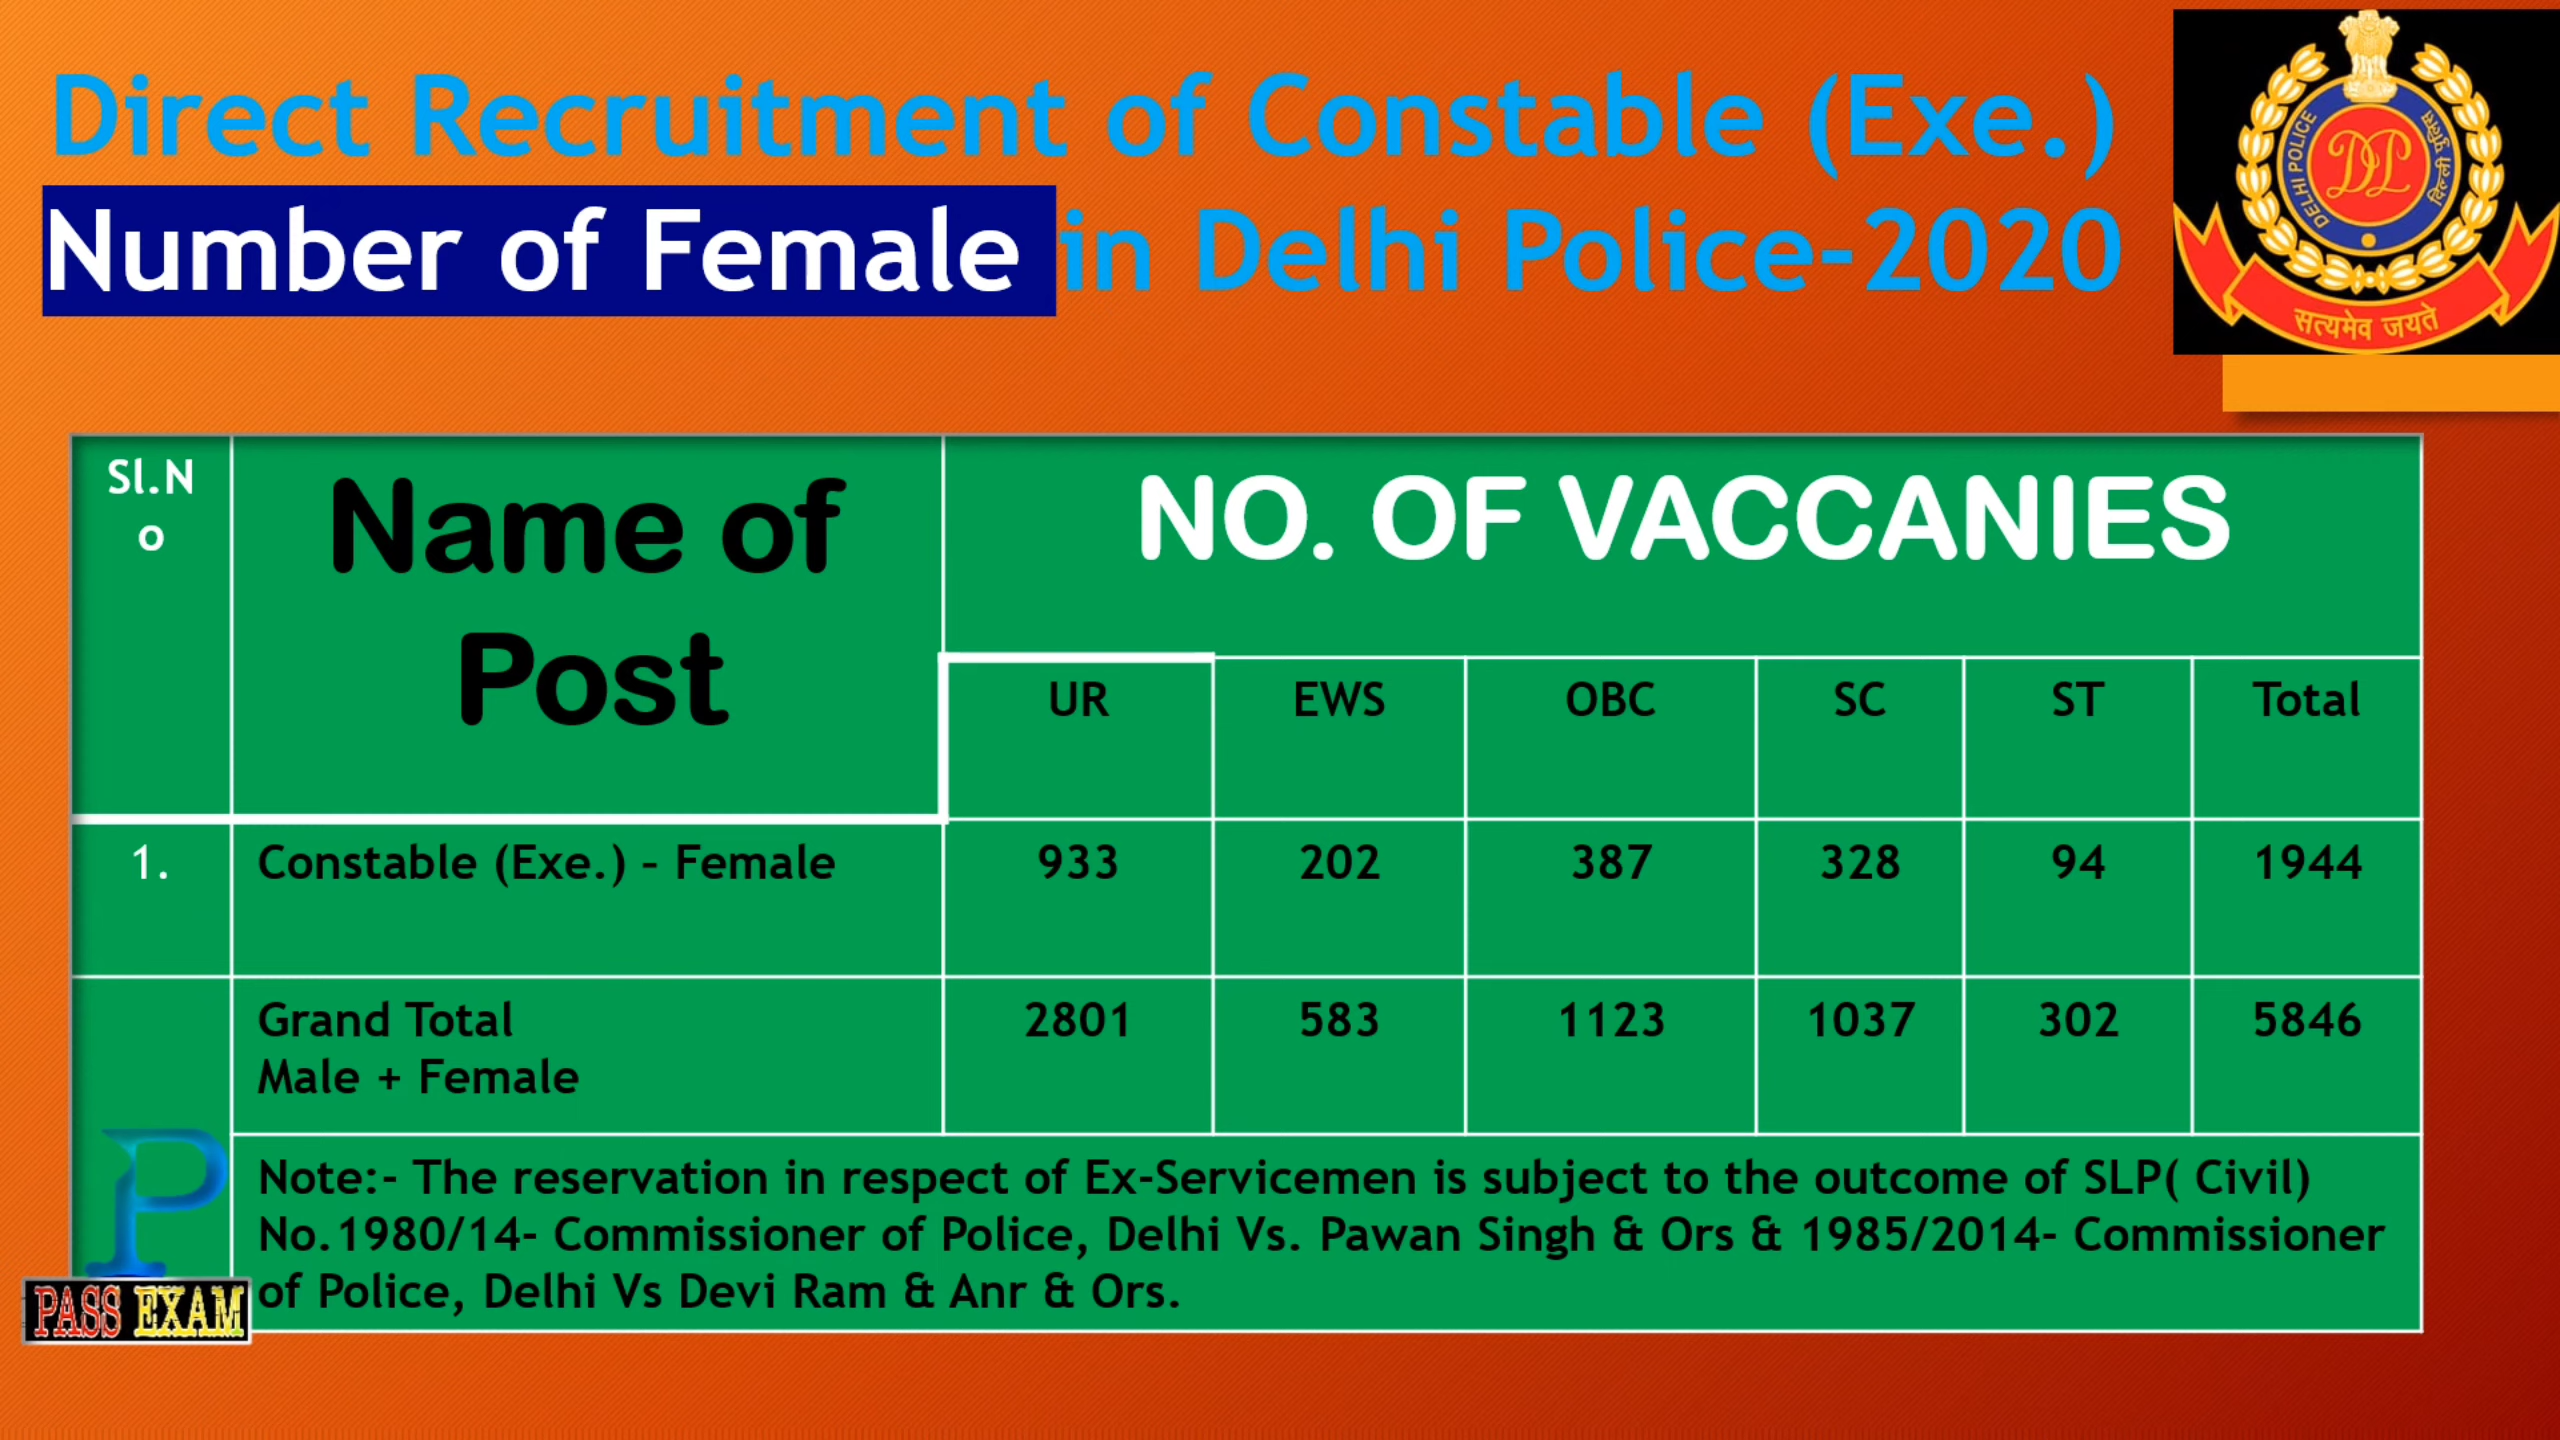 Direct Recruitment of Constable (Exe.)
Number of Female in Delhi Police-2020
DELHI POLICE
दिल्ली पुलिस
DP
सत्यमेव जयते
Sl.N
o
Name of
Post
NO. OF VACCANIES
UR EWS OBC SC ST Total
1. Constable (Exe.) – Female 933 202 387 328 94 1944
Grand Total 2801 583 1123 1037 302 5846
Male + Female
Note:- The reservation in respect of Ex-Servicemen is subject to the outcome of SLP( Civil)
No.1980/14- Commissioner of Police, Delhi Vs. Pawan Singh & Ors & 1985/2014- Commissioner
of Police, Delhi Vs Devi Ram & Anr & Ors.
P
PASS EXAM